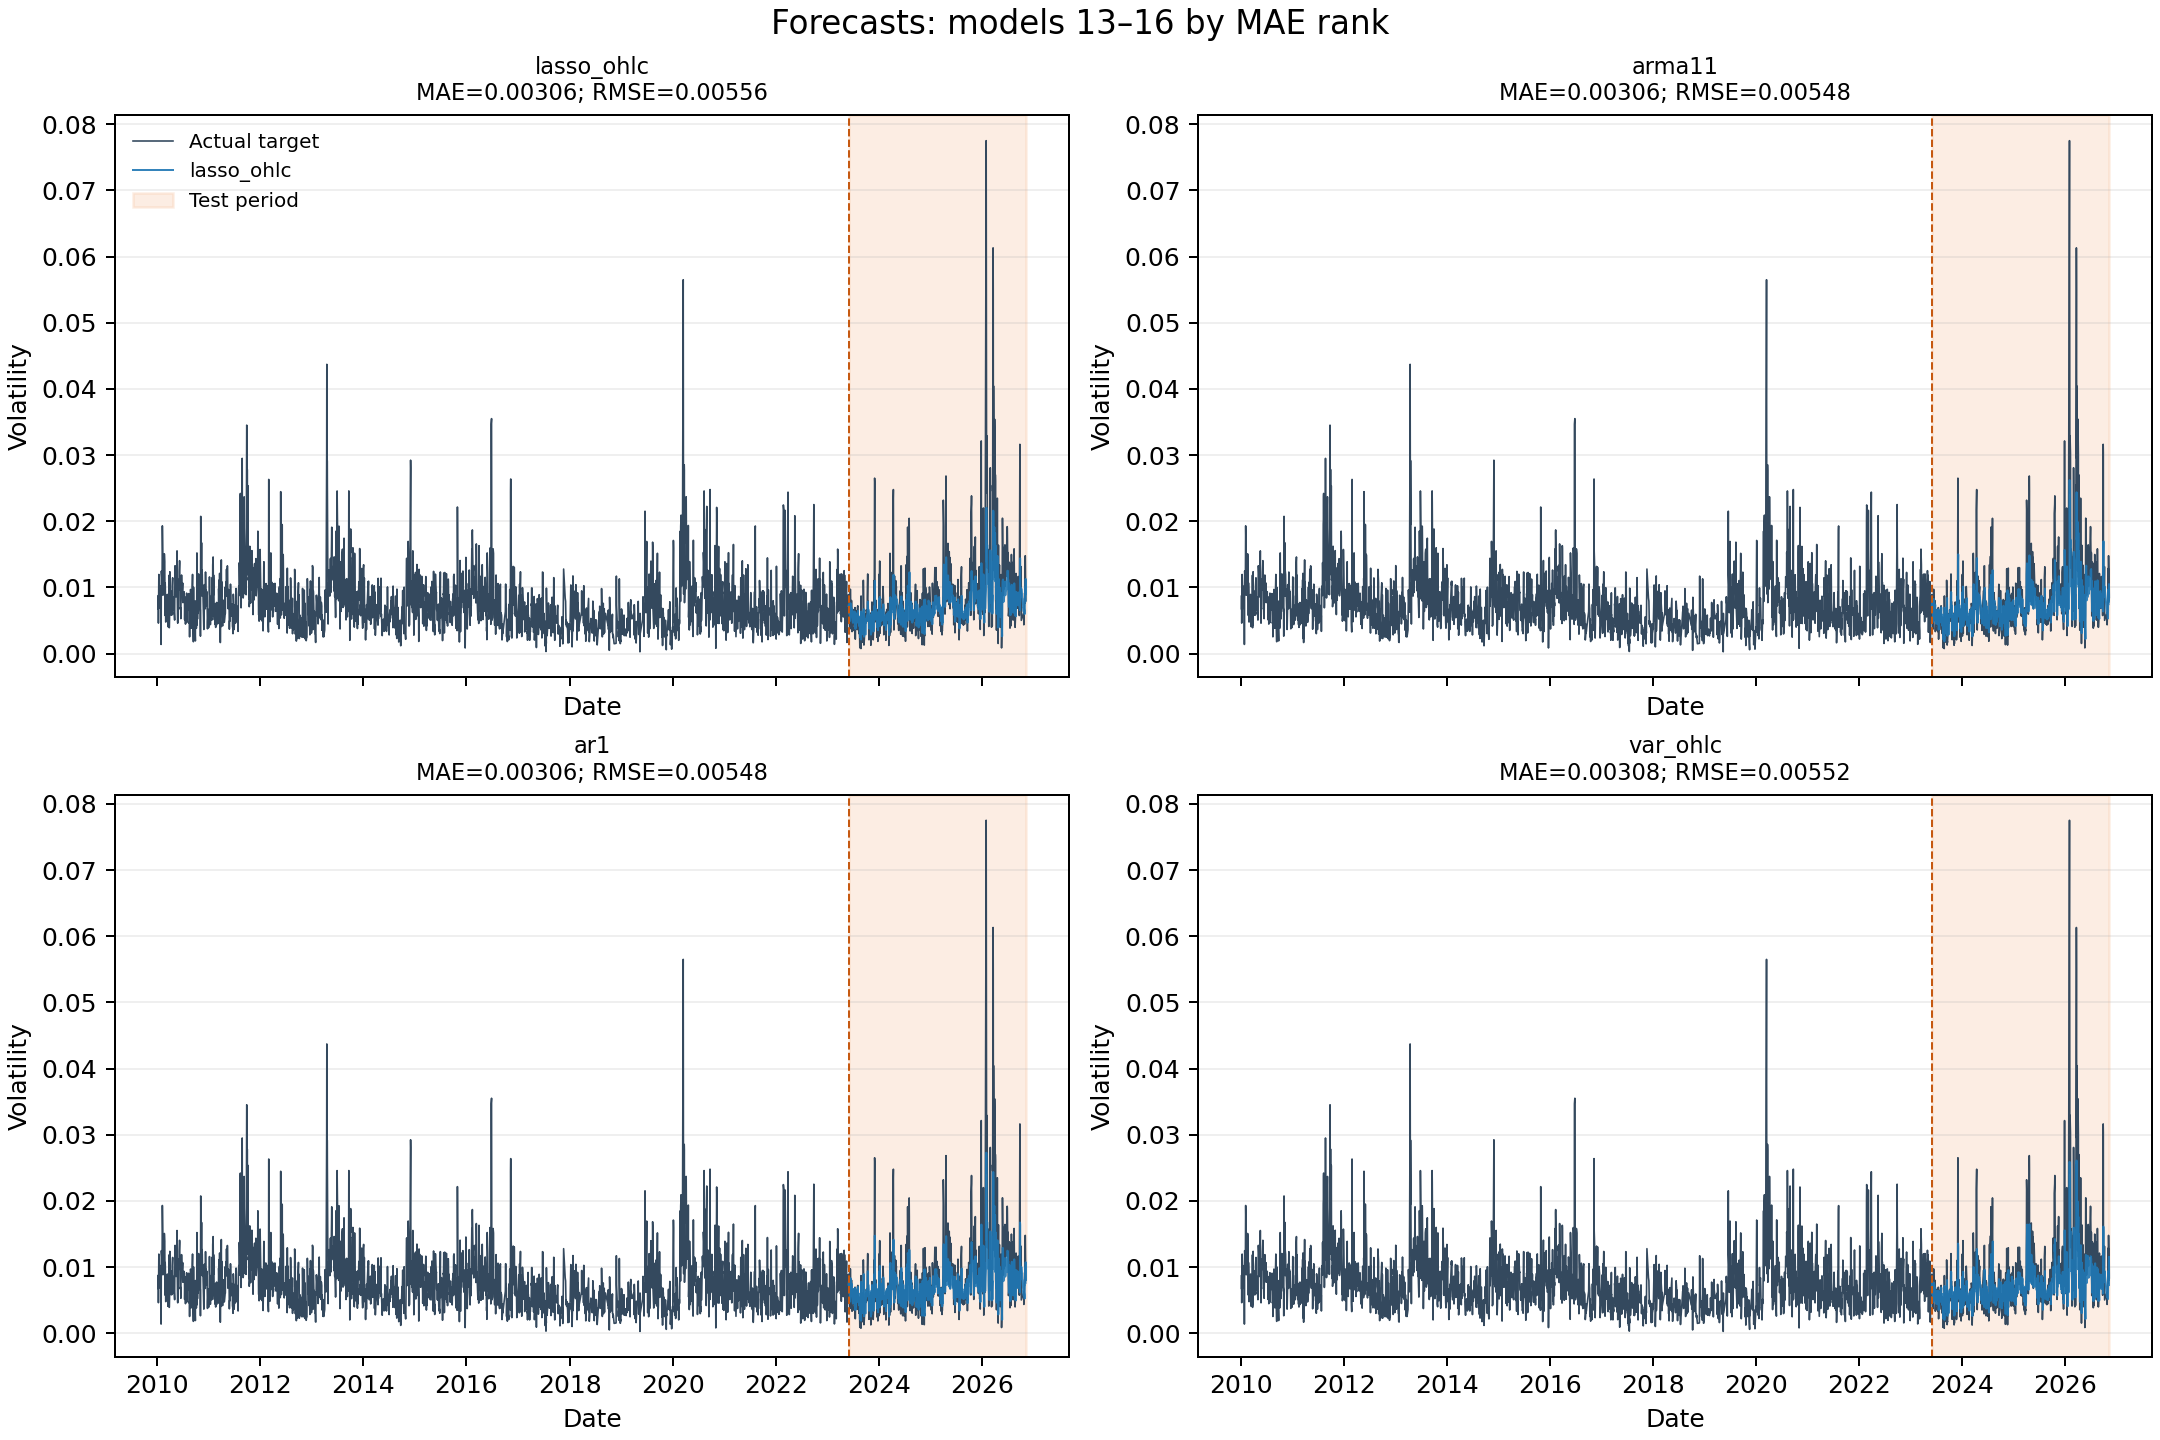 Forecasts: models 13–16 by MAE rank
lasso_ohlc
MAE=0.00306; RMSE=0.00556
0.08
0.07
0.06
0.05
0.04
0.03
0.02
0.01
0.00
Volatility
Actual target
lasso_ohlc
Test period
Date
arma11
MAE=0.00306; RMSE=0.00548
0.08
0.07
0.06
0.05
0.04
0.03
0.02
0.01
0.00
Volatility
Date
ar1
MAE=0.00306; RMSE=0.00548
0.08
0.07
0.06
0.05
0.04
0.03
0.02
0.01
0.00
Volatility
2010 2012 2014 2016 2018 2020 2022 2024 2026
Date
var_ohlc
MAE=0.00308; RMSE=0.00552
0.08
0.07
0.06
0.05
0.04
0.03
0.02
0.01
0.00
Volatility
2010 2012 2014 2016 2018 2020 2022 2024 2026
Date